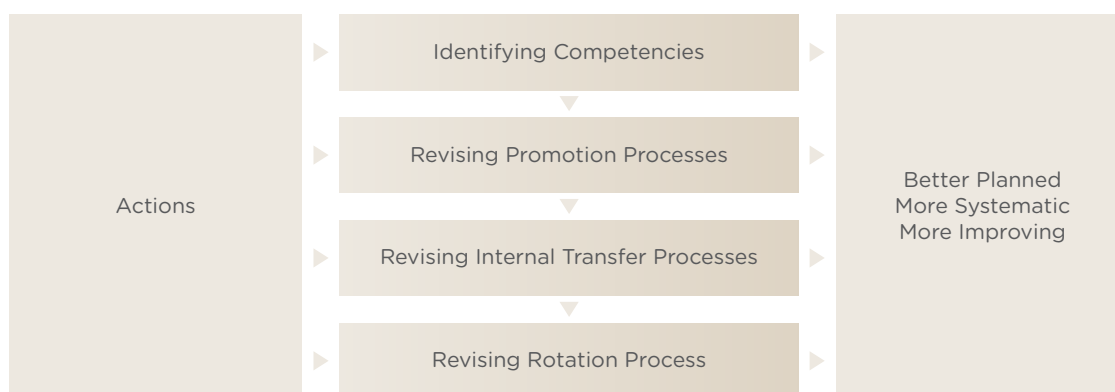 Actions
Identifying Competencies
Revising Promotion Processes
Revising Internal Transfer Processes
Revising Rotation Process
Better Planned
More Systematic
More Improving